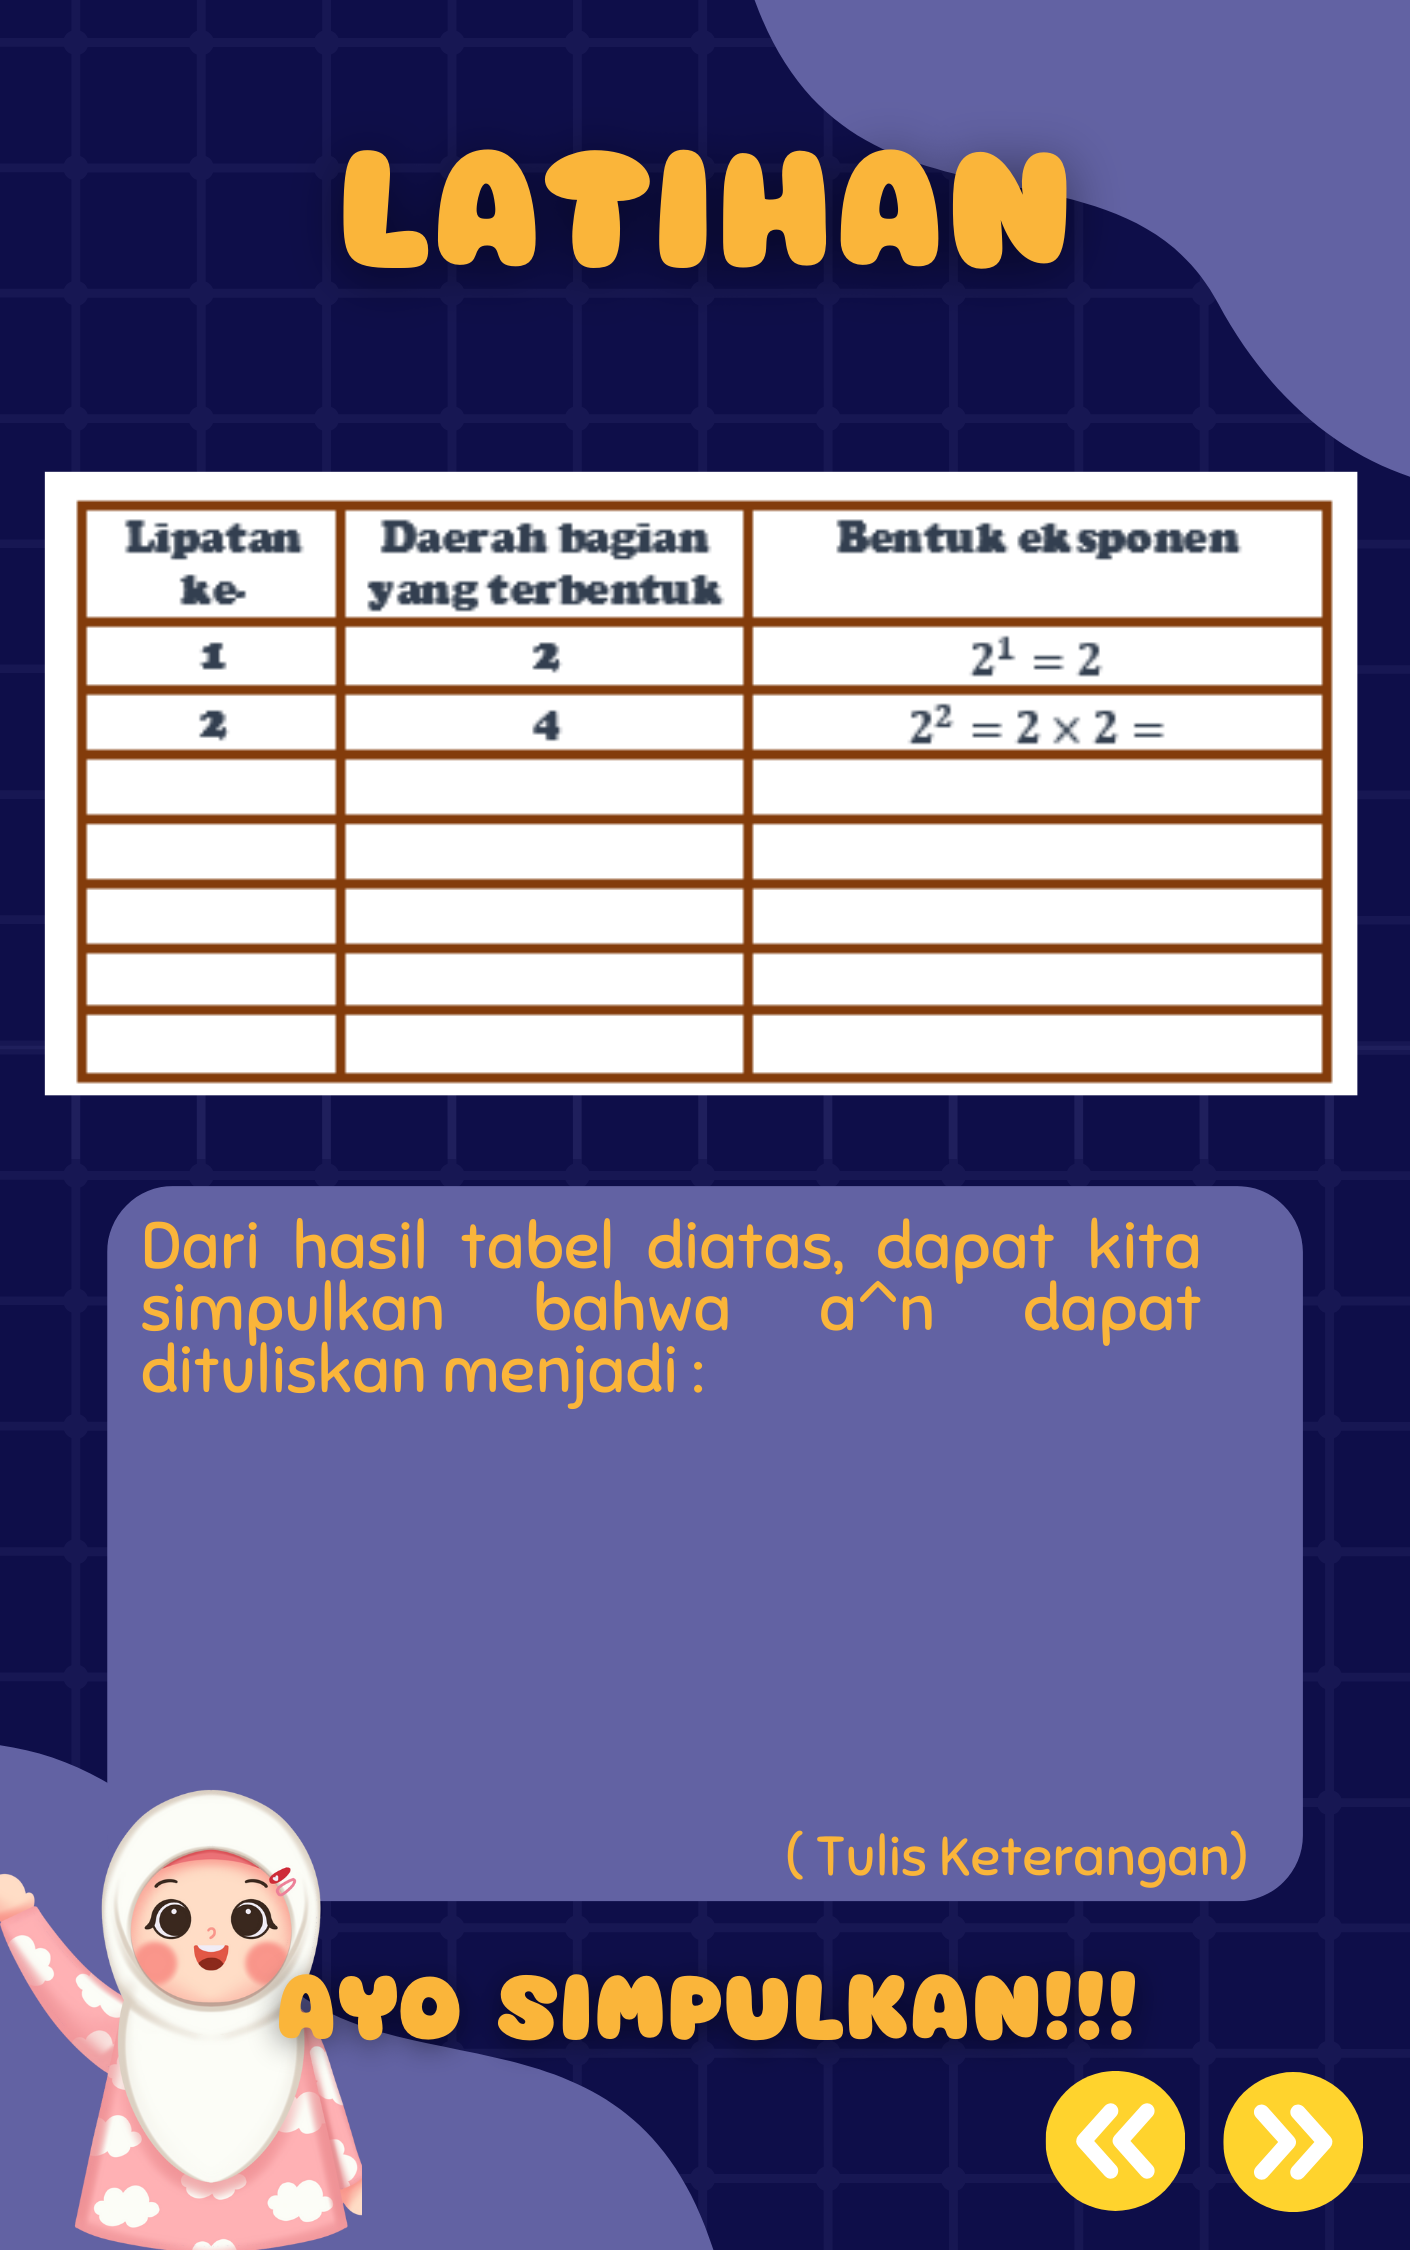 LATIHAN
Lipatan ke- Daerah bagian yang terbentuk Bentuk eksponen
1 2 2¹ = 2
2 4 2² = 2 × 2 =
Dari hasil tabel diatas, dapat kita
simpulkan bahwa a^n dapat
dituliskan menjadi :
( Tulis Keterangan)
AYO SIMPULKAN!!!